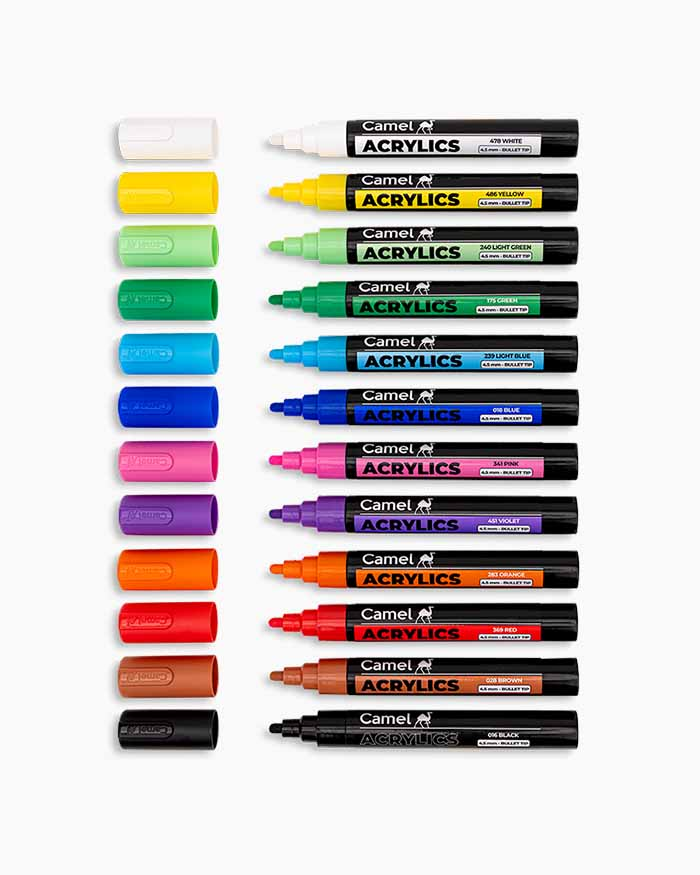 Camel
ACRYLICS
478 WHITE
4.5 mm - BULLET TIP
Camel
ACRYLICS
486 YELLOW
4.5 mm - BULLET TIP
Camel
ACRYLICS
240 LIGHT GREEN
4.5 mm - BULLET TIP
Camel
ACRYLICS
175 GREEN
4.5 mm - BULLET TIP
Camel
ACRYLICS
239 LIGHT BLUE
4.5 mm - BULLET TIP
Camel
ACRYLICS
018 BLUE
4.5 mm - BULLET TIP
Camel
ACRYLICS
341 PINK
4.5 mm - BULLET TIP
Camel
ACRYLICS
451 VIOLET
4.5 mm - BULLET TIP
Camel
ACRYLICS
283 ORANGE
4.5 mm - BULLET TIP
Camel
ACRYLICS
369 RED
4.5 mm - BULLET TIP
Camel
ACRYLICS
028 BROWN
4.5 mm - BULLET TIP
Camel
ACRYLICS
016 BLACK
4.5 mm - BULLET TIP